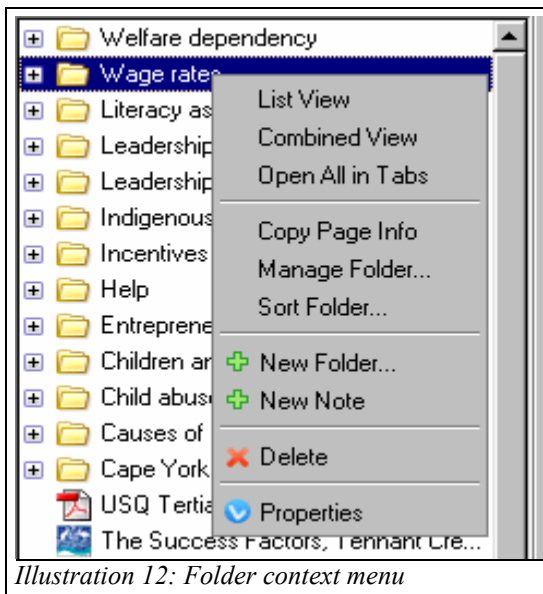 Welfare dependency
Wage rates
List View
Literacy as
Combined View
Leadership
Open All in Tabs
Leadership
Indigenous
Copy Page Info
Incentives
Manage Folder...
Help
Sort Folder...
Entreprene
Children an
New Folder...
Child abus
New Note
Causes of
Delete
Cape York
USQ Tertia
Properties
The Success Factors, Tennant Cre...
Illustration 12: Folder context menu